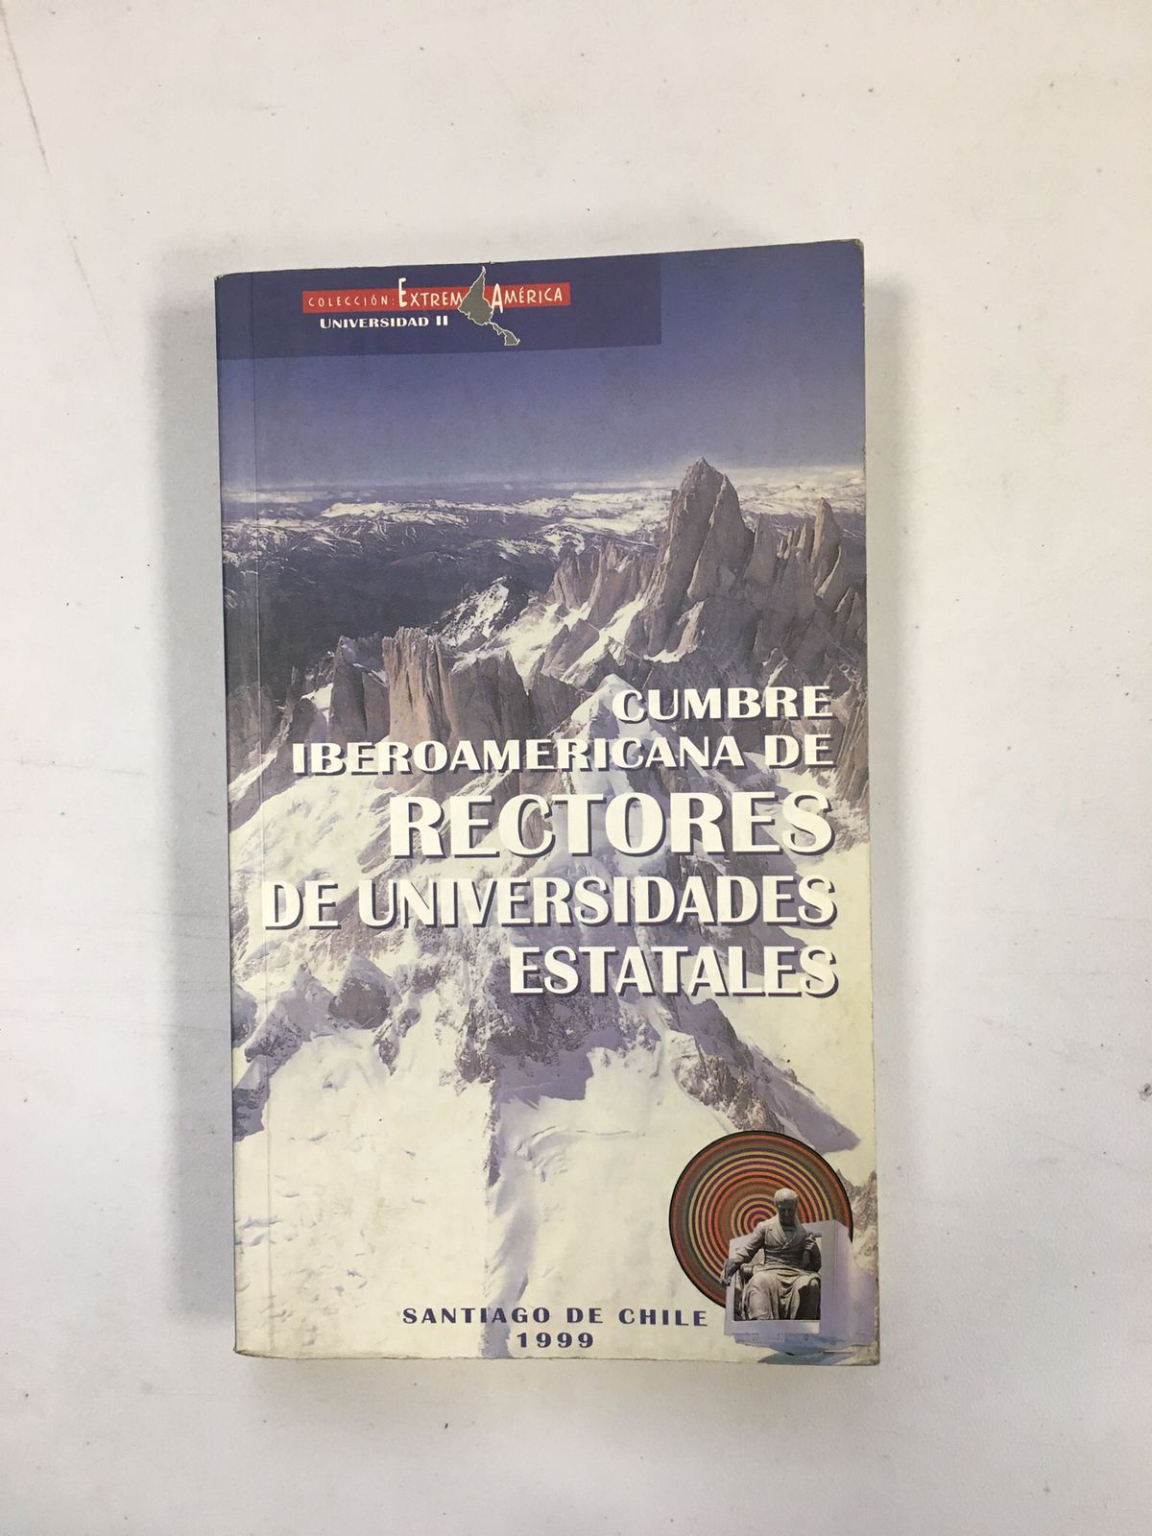 COLECCIÓN: EXTREM AMÉRICA
UNIVERSIDAD II
CUMBRE
IBEROAMERICANA DE
RECTORES
DE UNIVERSIDADES
ESTATALES
SANTIAGO DE CHILE
1999